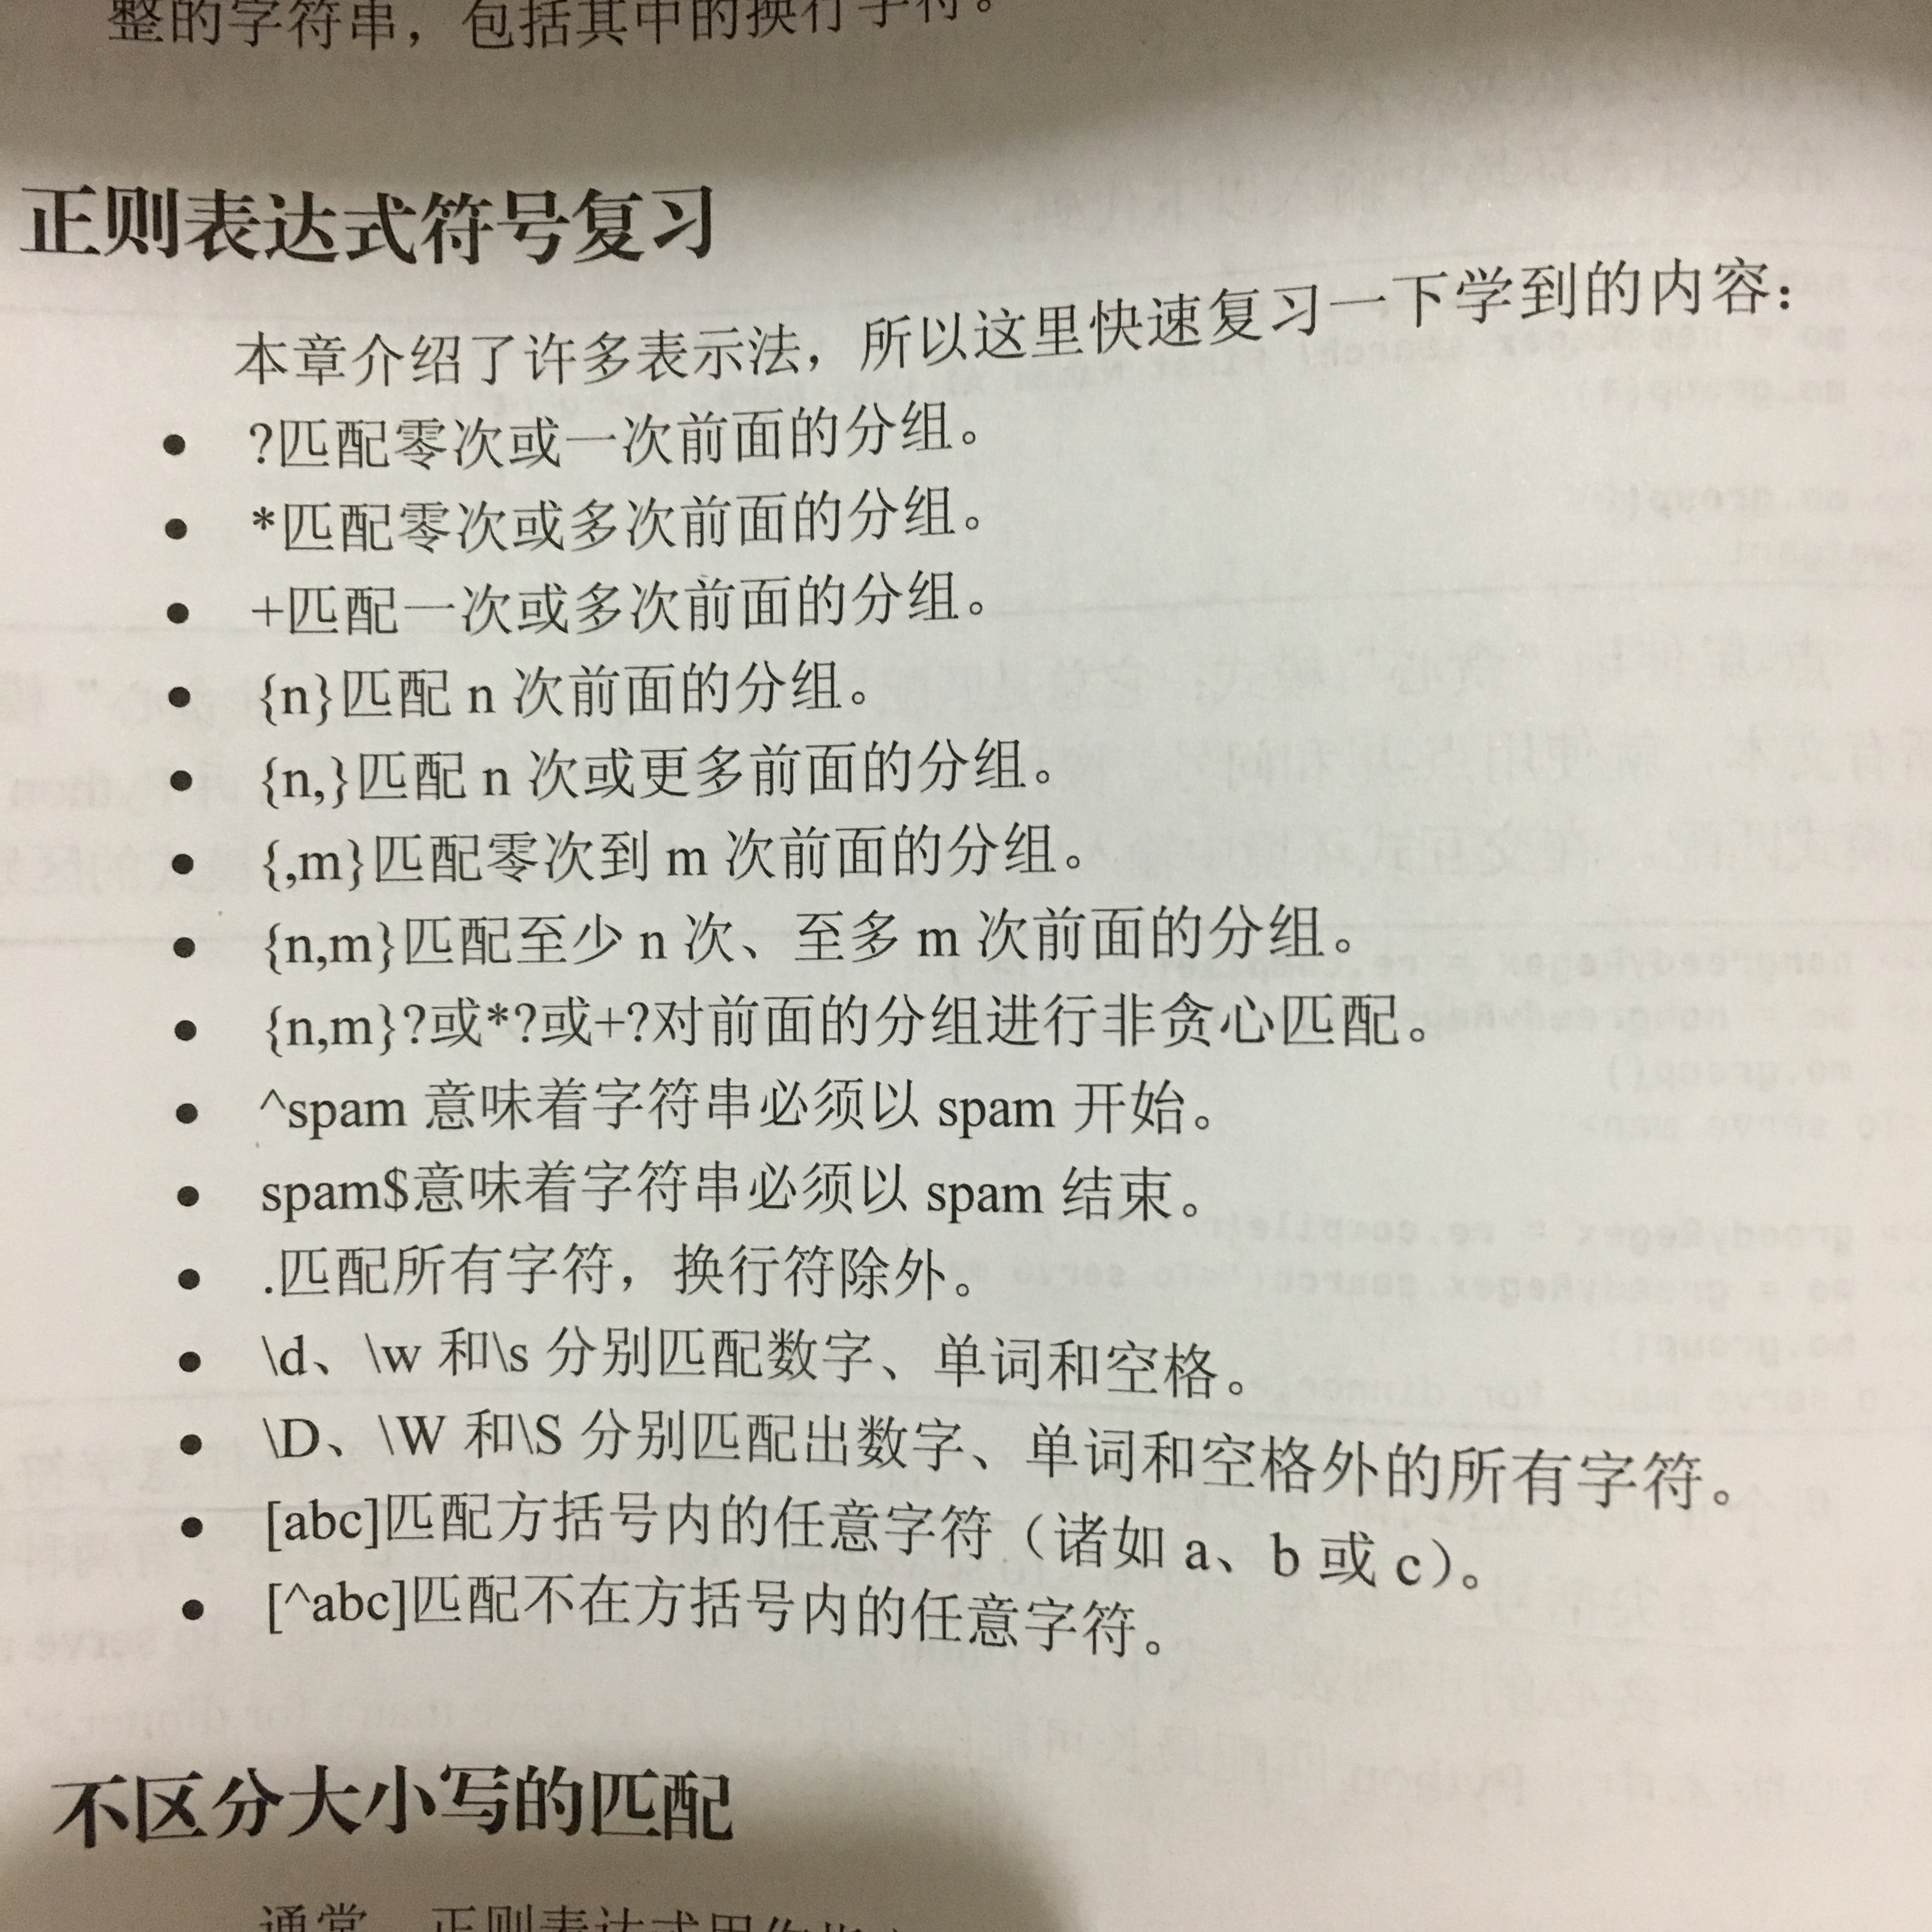 整的字符串，包括其中的换行字符。
正则表达式符号复习
本章介绍了许多表示法，所以这里快速复习一下学到的内容：
• ?匹配零次或一次前面的分组。
• *匹配零次或多次前面的分组。
• +匹配一次或多次前面的分组。
• {n}匹配 n 次前面的分组。
• {n,}匹配 n 次或更多前面的分组。
• {,m}匹配零次到 m 次前面的分组。
• {n,m}匹配至少 n 次、至多 m 次前面的分组。
• {n,m}?或*?或+?对前面的分组进行非贪心匹配。
• ^spam 意味着字符串必须以 spam 开始。
• spam$意味着字符串必须以 spam 结束。
• .匹配所有字符，换行符除外。
• \d、\w 和\s 分别匹配数字、单词和空格。
• \D、\W 和\S 分别匹配出数字、单词和空格外的所有字符。
• [abc]匹配方括号内的任意字符（诸如 a、b 或 c）。
• [^abc]匹配不在方括号内的任意字符。
不区分大小写的匹配
通常，正则表达式用你